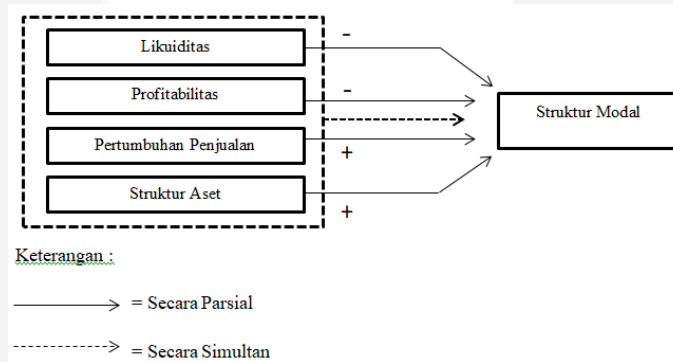 Likuiditas
-
Profitabilitas
-
Struktur Modal
Pertumbuhan Penjualan
+
Struktur Aset
+
Keterangan :
= Secara Parsial
= Secara Simultan